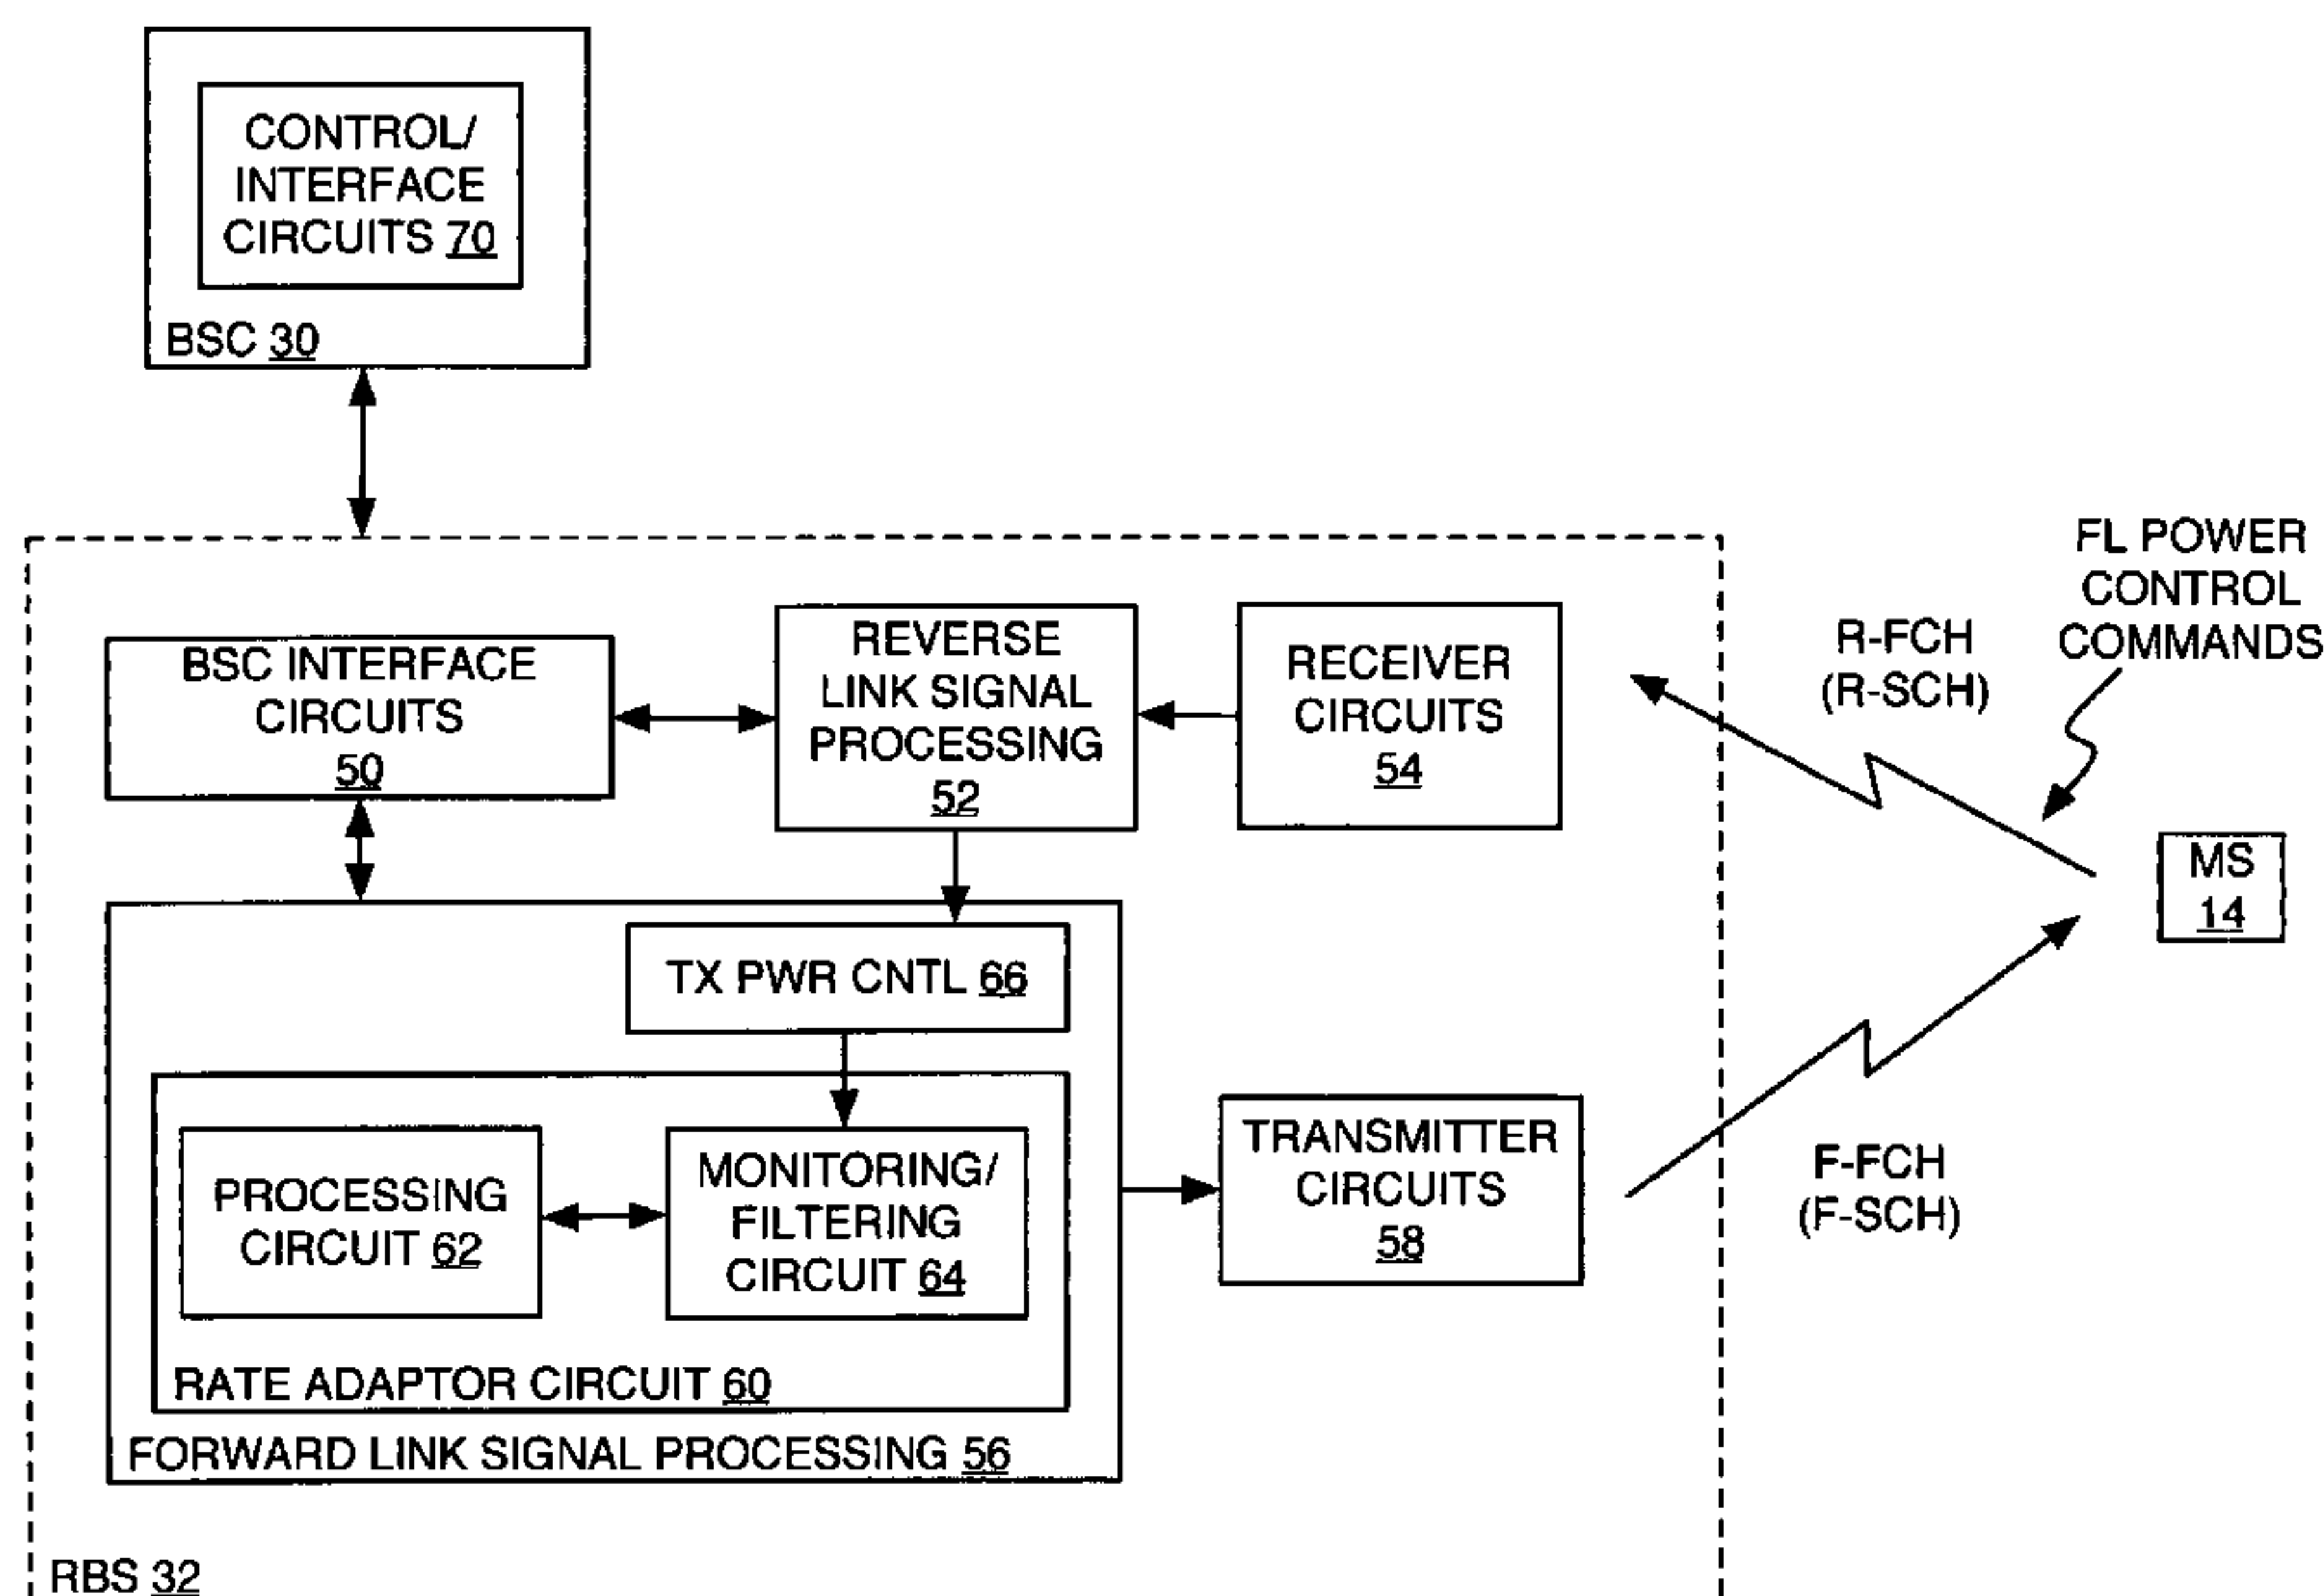 CONTROL/
INTERFACE
CIRCUITS 70
BSC 30
FL POWER
CONTROL
COMMANDS
R-FCH
(R-SCH)
BSC INTERFACE
CIRCUITS
50
REVERSE
LINK SIGNAL
PROCESSING
52
RECEIVER
CIRCUITS
54
MS
14
TX PWR CNTL 66
PROCESSING
CIRCUIT 62
MONITORING/
FILTERING
CIRCUIT 64
RATE ADAPTOR CIRCUIT 60
FORWARD LINK SIGNAL PROCESSING 56
TRANSMITTER
CIRCUITS
58
F-FCH
(F-SCH)
RBS 32